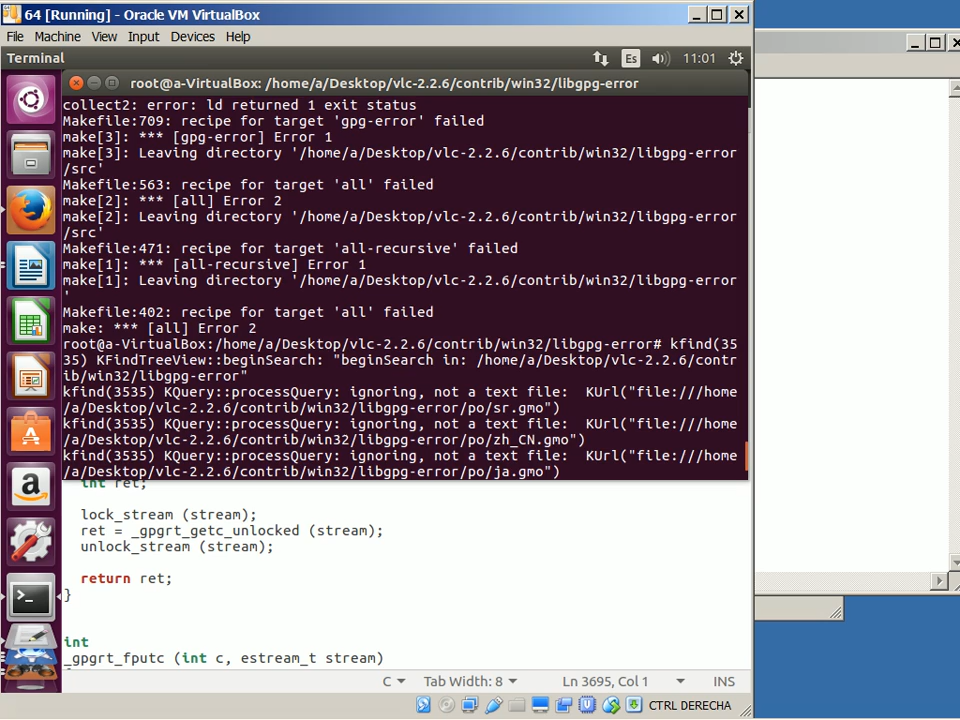 64 [Running] - Oracle VM VirtualBox
File Machine View Input Devices Help
Terminal Es 11:01
root@a-VirtualBox: /home/a/Desktop/vlc-2.2.6/contrib/win32/libgpg-error
collect2: error: ld returned 1 exit status
Makefile:709: recipe for target 'gpg-error' failed
make[3]: *** [gpg-error] Error 1
make[3]: Leaving directory '/home/a/Desktop/vlc-2.2.6/contrib/win32/libgpg-error
/src'
Makefile:563: recipe for target 'all' failed
make[2]: *** [all] Error 2
make[2]: Leaving directory '/home/a/Desktop/vlc-2.2.6/contrib/win32/libgpg-error
/src'
Makefile:471: recipe for target 'all-recursive' failed
make[1]: *** [all-recursive] Error 1
make[1]: Leaving directory '/home/a/Desktop/vlc-2.2.6/contrib/win32/libgpg-error
'
Makefile:402: recipe for target 'all' failed
make: *** [all] Error 2
root@a-VirtualBox:/home/a/Desktop/vlc-2.2.6/contrib/win32/libgpg-error# kfind(35
35) KFindTreeView::beginSearch: "beginSearch in: /home/a/Desktop/vlc-2.2.6/contr
ib/win32/libgpg-error"
kfind(3535) KQuery::processQuery: ignoring, not a text file:  KUrl("file:///home
/a/Desktop/vlc-2.2.6/contrib/win32/libgpg-error/po/sr.gmo")
kfind(3535) KQuery::processQuery: ignoring, not a text file:  KUrl("file:///home
/a/Desktop/vlc-2.2.6/contrib/win32/libgpg-error/po/zh_CN.gmo")
kfind(3535) KQuery::processQuery: ignoring, not a text file:  KUrl("file:///home
/a/Desktop/vlc-2.2.6/contrib/win32/libgpg-error/po/ja.gmo")
int ret;
lock_stream (stream);
ret = _gpgrt_getc_unlocked (stream);
unlock_stream (stream);
return ret;
}
int
_gpgrt_fputc (int c, estream_t stream)
C Tab Width: 8 Ln 3695, Col 1 INS
CTRL DERECHA